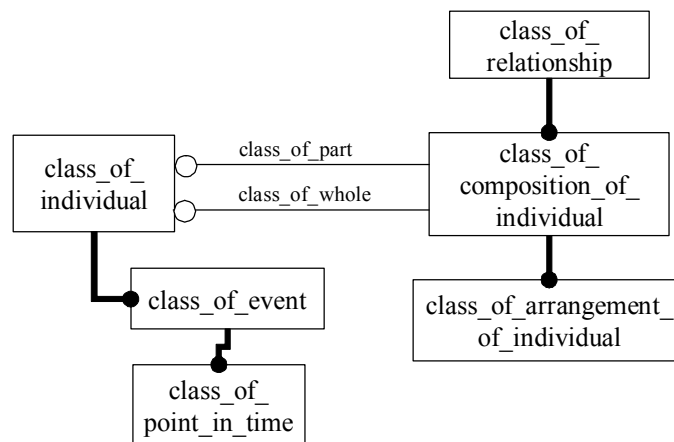 class_of_
relationship
class_of_
individual
class_of_part
class_of_whole
class_of_
composition_of_
individual
class_of_event
class_of_arrangement_
of_individual
class_of_
point_in_time